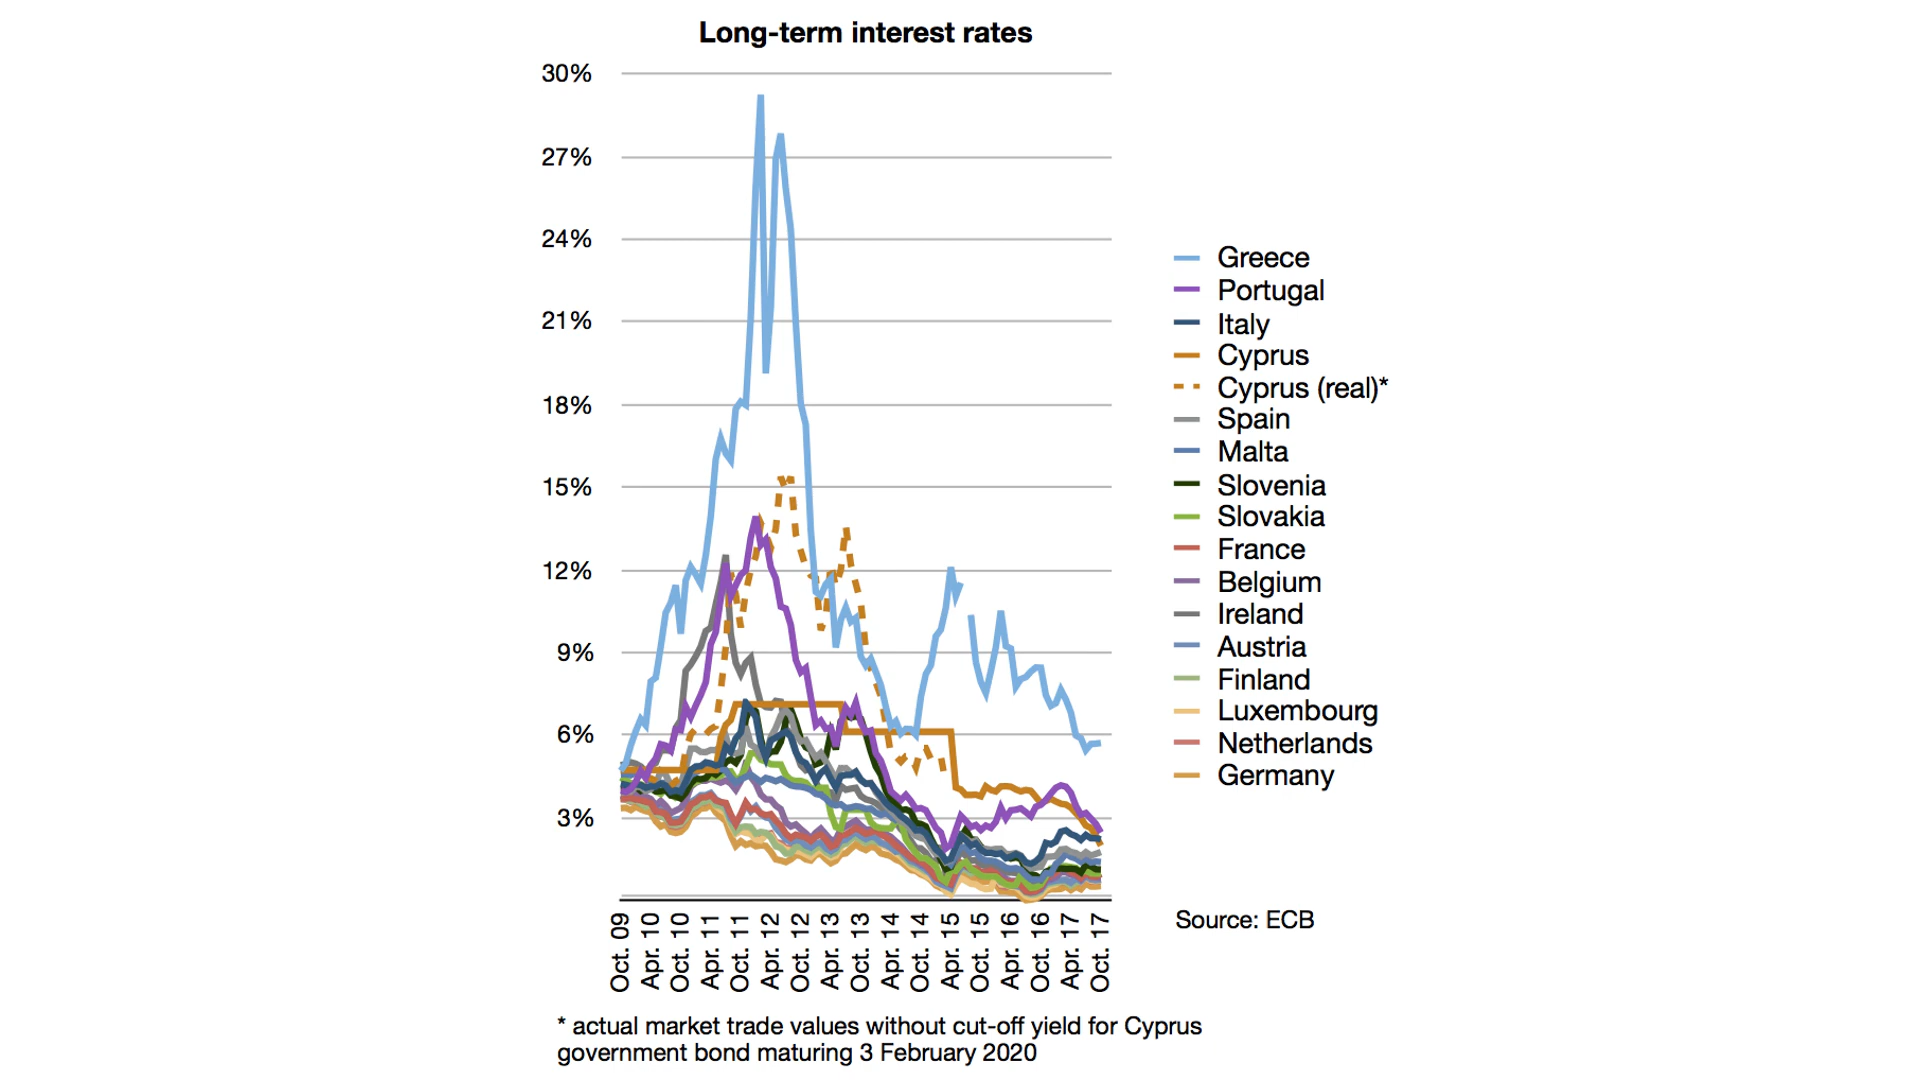 Long-term interest rates
30%
27%
24%
21%
18%
15%
12%
9%
6%
3%
Oct. 09
Apr. 10
Oct. 10
Apr. 11
Oct. 11
Apr. 12
Oct. 12
Apr. 13
Oct. 13
Apr. 14
Oct. 14
Apr. 15
Oct. 15
Apr. 16
Oct. 16
Apr. 17
Oct. 17
Greece
Portugal
Italy
Cyprus
Cyprus (real)*
Spain
Malta
Slovenia
Slovakia
France
Belgium
Ireland
Austria
Finland
Luxembourg
Netherlands
Germany
Source: ECB
* actual market trade values without cut-off yield for Cyprus
government bond maturing 3 February 2020